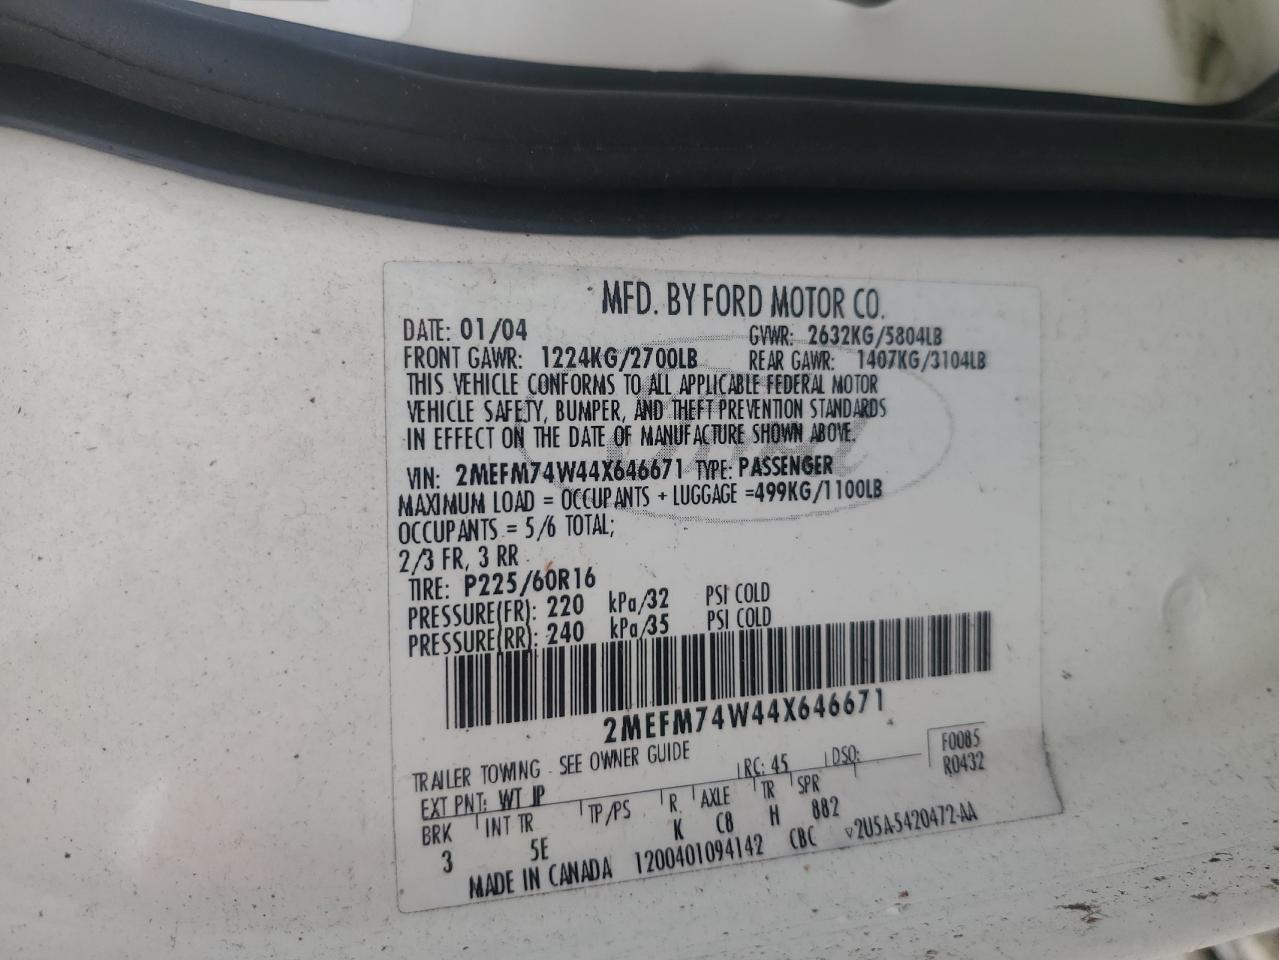 MFD. BY FORD MOTOR CO.
DATE: 01/04 GVWR: 2632KG/5804LB
FRONT GAWR: 1224KG/2700LB REAR GAWR: 1407KG/3104LB
THIS VEHICLE CONFORMS TO ALL APPLICABLE FEDERAL MOTOR
VEHICLE SAFETY, BUMPER, AND THEFT PREVENTION STANDARDS
IN EFFECT ON THE DATE OF MANUFACTURE SHOWN ABOVE.
VIN: 2MEFM74W44X646671 TYPE: PASSENGER
MAXIMUM LOAD = OCCUPANTS + LUGGAGE =499KG/1100LB
OCCUPANTS = 5/6 TOTAL;
2/3 FR, 3 RR
TIRE: P225/60R16
PRESSURE(FR): 220 kPa/32 PSI COLD
PRESSURE(RR): 240 kPa/35 PSI COLD
2MEFM74W44X646671
TRAILER TOWING - SEE OWNER GUIDE
F0085
EXT PNT: WT JP RC: 45 DSO: R0432
BRK INT TR TP/PS R AXLE TR SPR
3 5E K C8 H 882
MADE IN CANADA 1200401094142 CBC ▽2U5A-5420472-AA